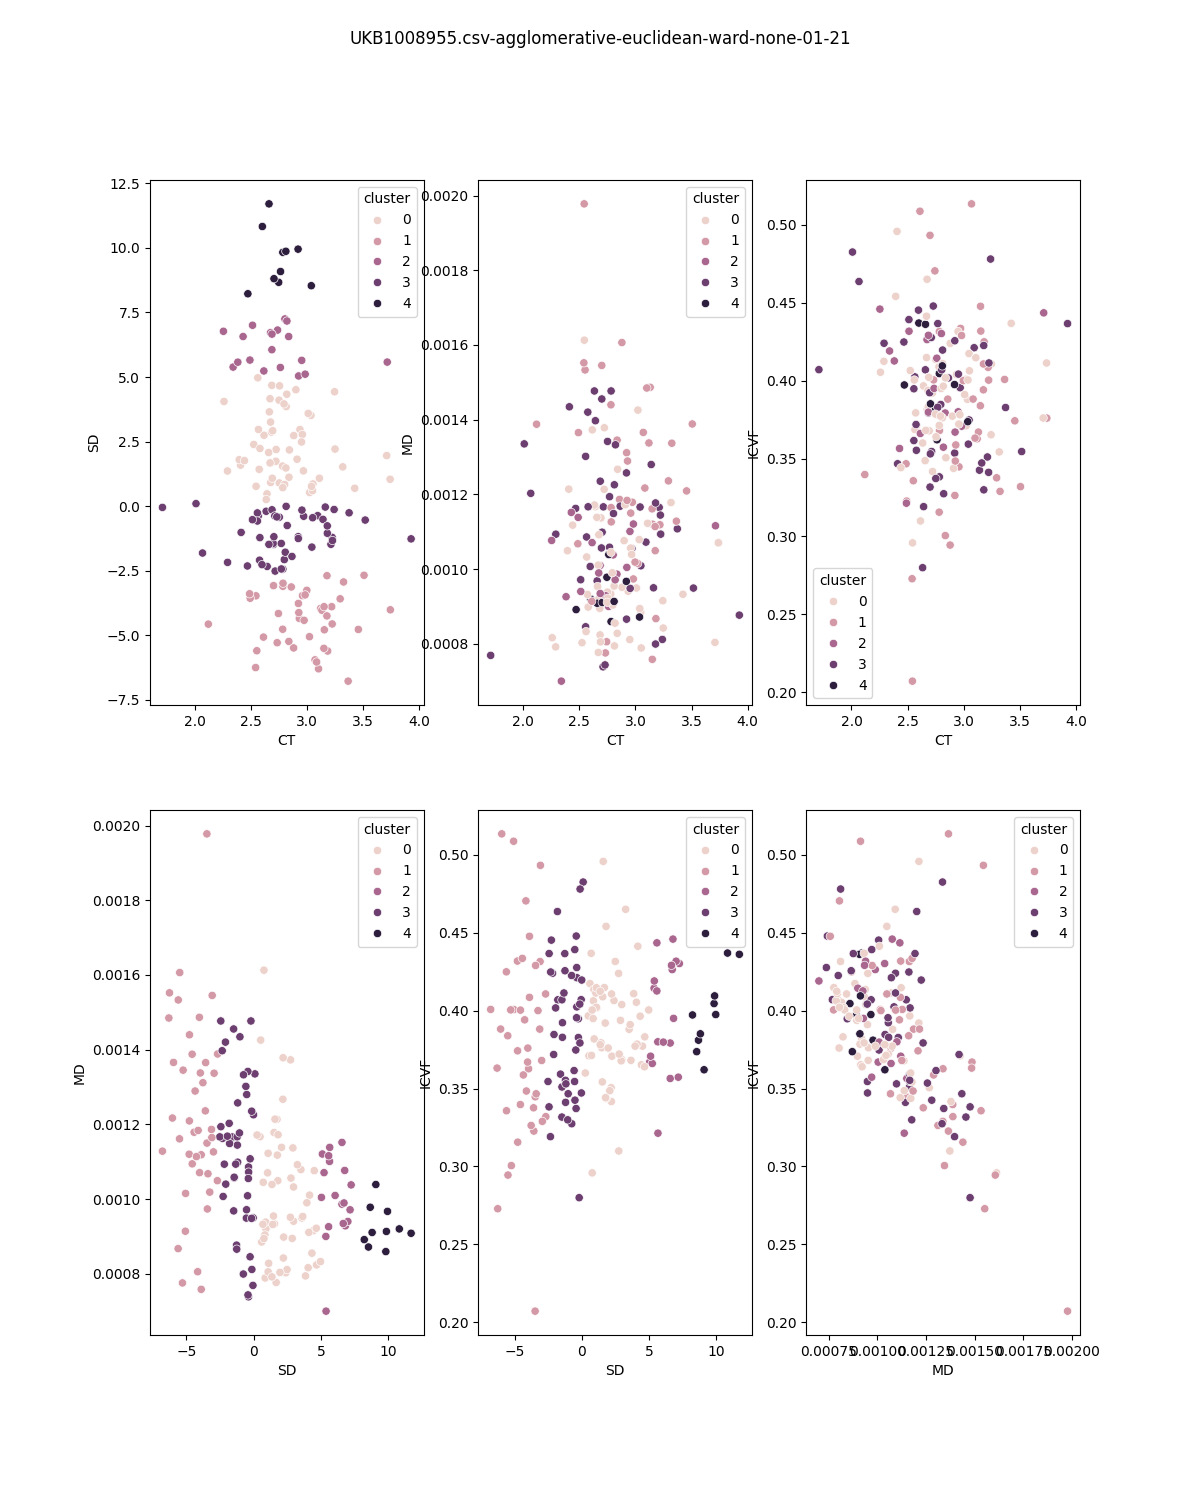 UKB1008955.csv-agglomerative-euclidean-ward-none-01-21
12.5
10.0
7.5
5.0
2.5
0.0
−2.5
−5.0
−7.5
SD
2.0 2.5 3.0 3.5 4.0
CT
cluster
0
1
2
3
4
0.0020
0.0018
0.0016
0.0014
0.0012
0.0010
0.0008
MD
2.0 2.5 3.0 3.5 4.0
CT
cluster
0
1
2
3
4
0.50
0.45
0.40
0.35
0.30
0.25
0.20
ICVF
2.0 2.5 3.0 3.5 4.0
CT
cluster
0
1
2
3
4
0.0020
0.0018
0.0016
0.0014
0.0012
0.0010
0.0008
MD
−5 0 5 10
SD
cluster
0
1
2
3
4
0.50
0.45
0.40
0.35
0.30
0.25
0.20
ICVF
−5 0 5 10
SD
cluster
0
1
2
3
4
0.50
0.45
0.40
0.35
0.30
0.25
0.20
ICVF
0.00075 0.00100 0.00125 0.00150 0.00175 0.00200
MD
cluster
0
1
2
3
4